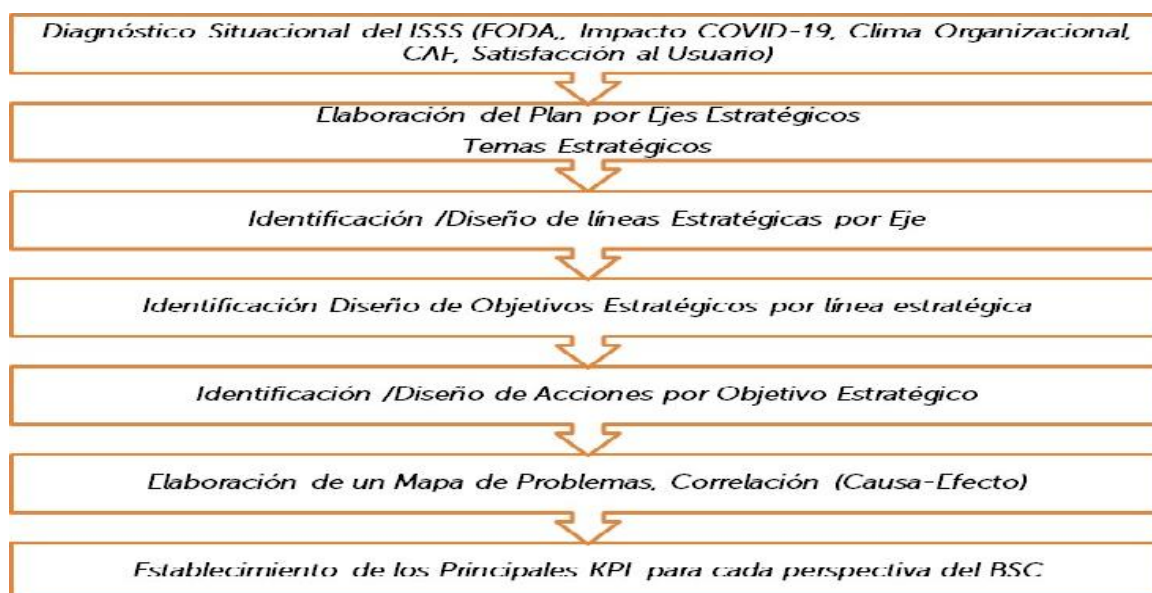 Diagnóstico Situacional del ISSS (FODA,, Impacto COVID-19, Clima Organizacional,
CAF, Satisfacción al Usuario)
Elaboración del Plan por Ejes Estratégicos
Temas Estratégicos
Identificación /Diseño de líneas Estratégicas por Eje
Identificación Diseño de Objetivos Estratégicos por línea estratégica
Identificación /Diseño de Acciones por Objetivo Estratégico
Elaboración de un Mapa de Problemas, Correlación (Causa-Efecto)
Establecimiento de los Principales KPI para cada perspectiva del BSC